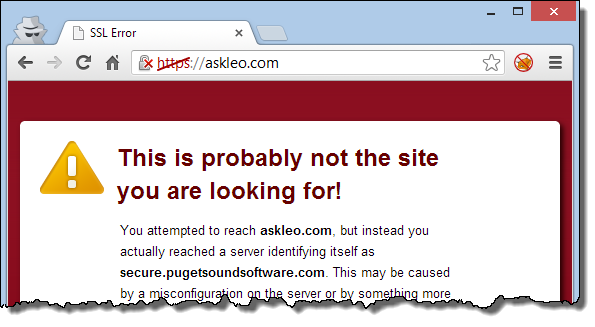 SSL Error
https://askleo.com
This is probably not the site
you are looking for!
You attempted to reach askleo.com, but instead you
actually reached a server identifying itself as
secure.pugetsoundsoftware.com. This may be caused
by a misconfiguration on the server or by something more